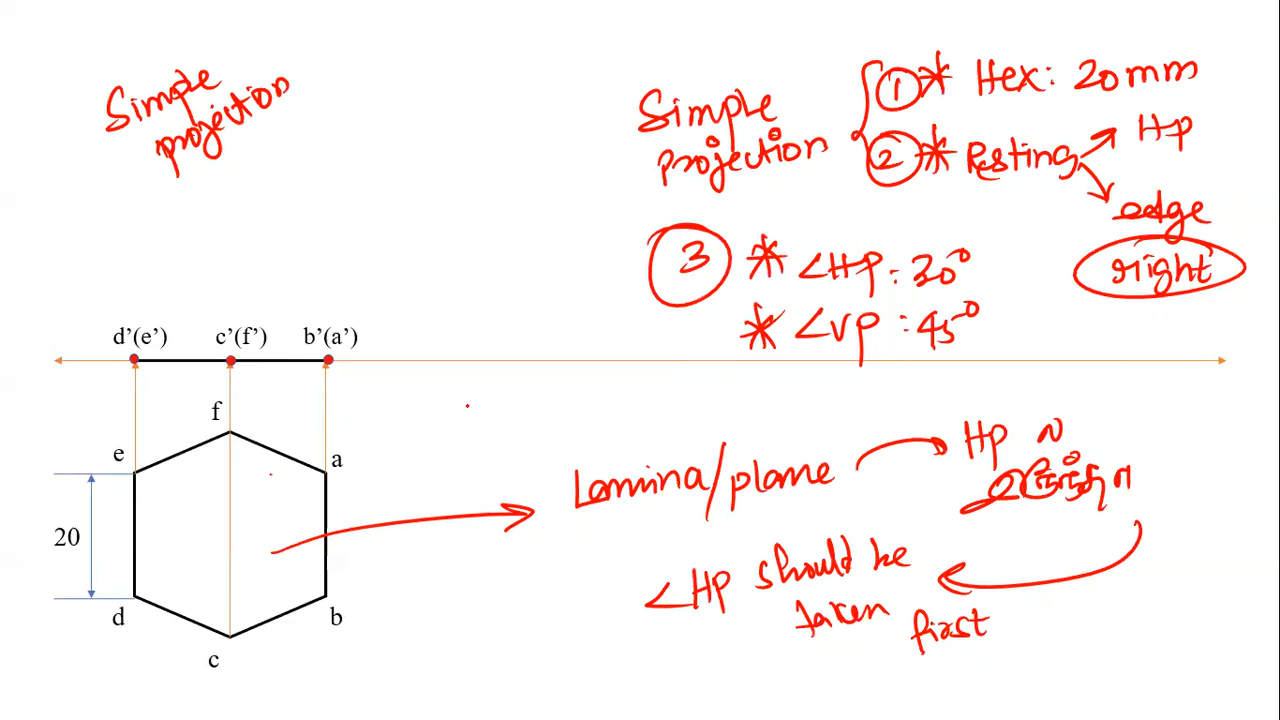 Simple
projection
Simple
projection
1 * Hex: 20mm
2 * Resting
HP
edge
right
3 * ∠HP: 30°
* ∠VP: 45°
d’(e’) c’(f’) b’(a’)
f
e a
20
d b
c
Lamina/plane
HP
∠HP should be
taken first